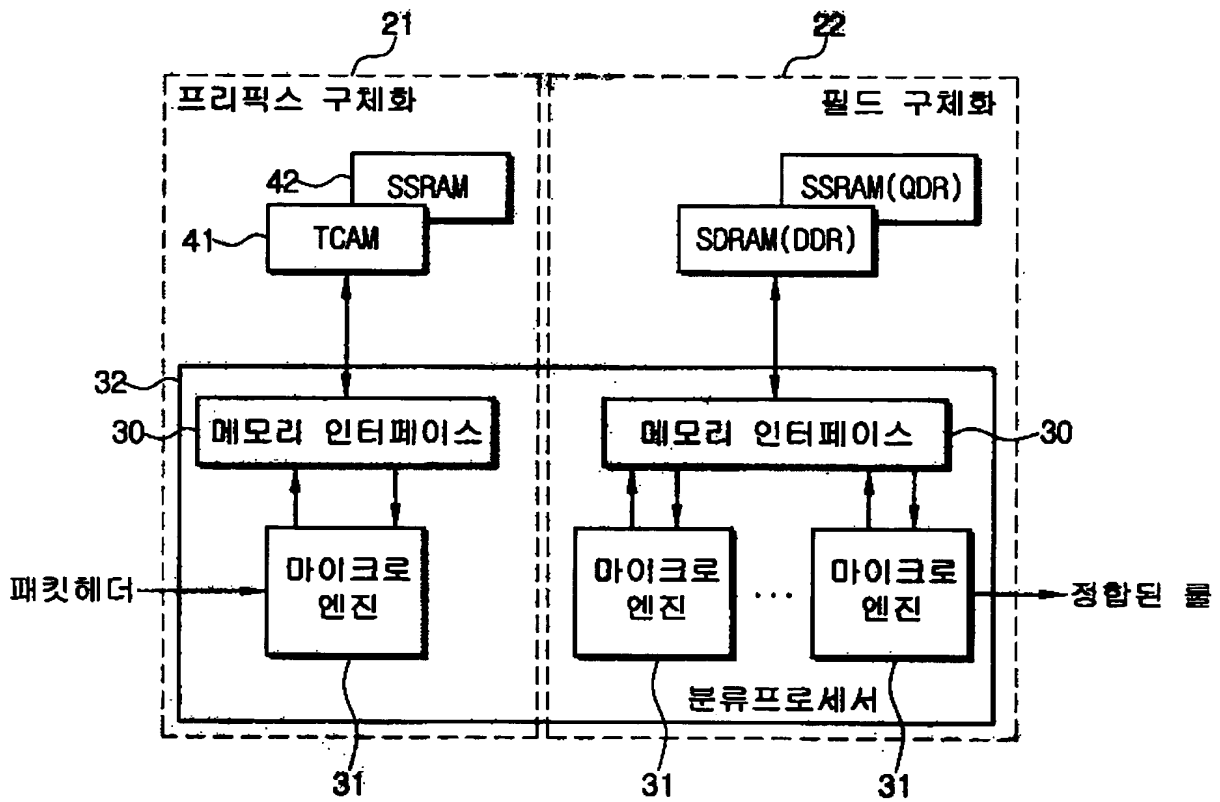 21
22
프리픽스 구체화
필드 구체화
42
SSRAM
SSRAM(QDR)
41
TCAM
SDRAM(DDR)
32
30
메모리 인터페이스
메모리 인터페이스
30
패킷헤더
마이크로
엔진
마이크로
엔진
...
마이크로
엔진
정합된 룰
분류프로세서
31
31
31